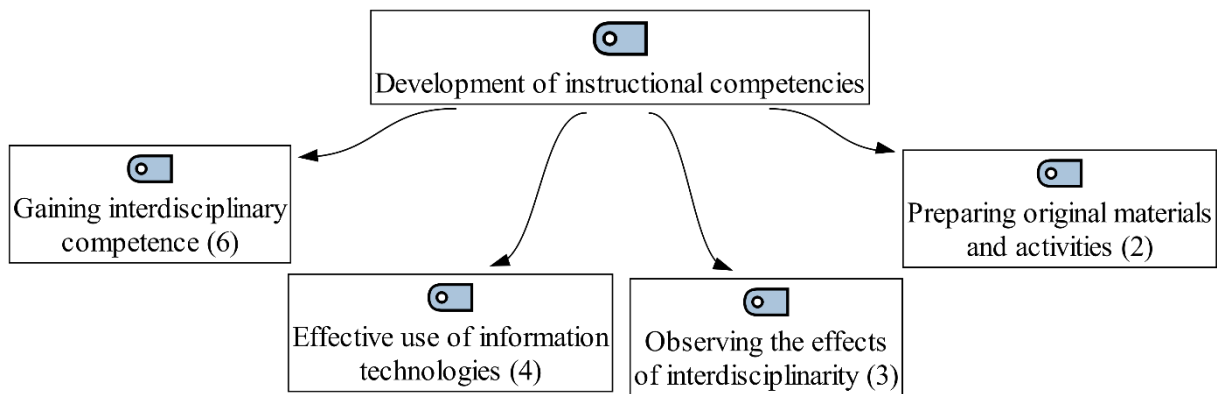 Development of instructional competencies
Gaining interdisciplinary
competence (6)
Effective use of information
technologies (4)
Observing the effects
of interdisciplinarity (3)
Preparing original materials
and activities (2)